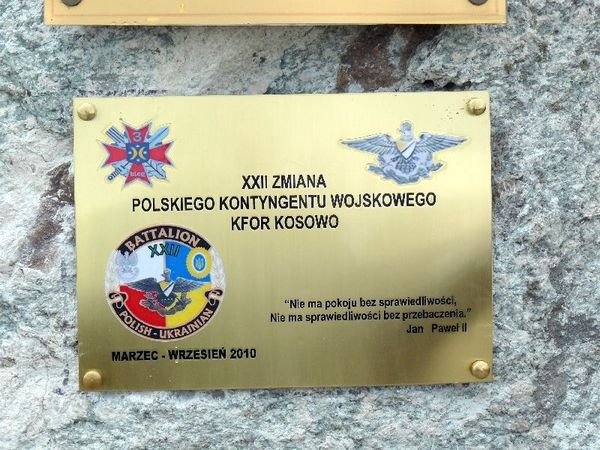 3
XXII ZMIANA
POLSKIEGO KONTYNGENTU WOJSKOWEGO
KFOR KOSOWO
BATTALION
XXII
POLISH - UKRAINIAN
“Nie ma pokoju bez sprawiedliwości,
Nie ma sprawiedliwości bez przebaczenia.”
Jan Paweł II
MARZEC - WRZESIEŃ 2010